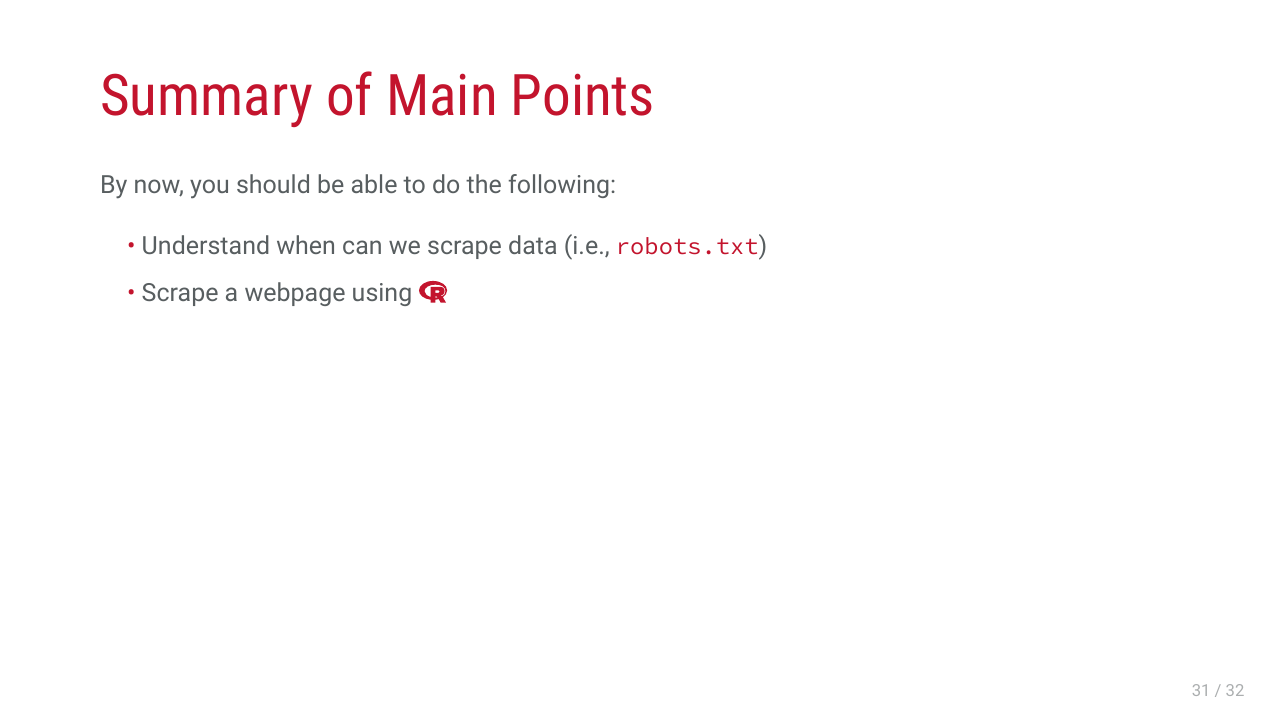 Summary of Main Points
By now, you should be able to do the following:
• Understand when can we scrape data (i.e., robots.txt)
• Scrape a webpage using R
31 / 32